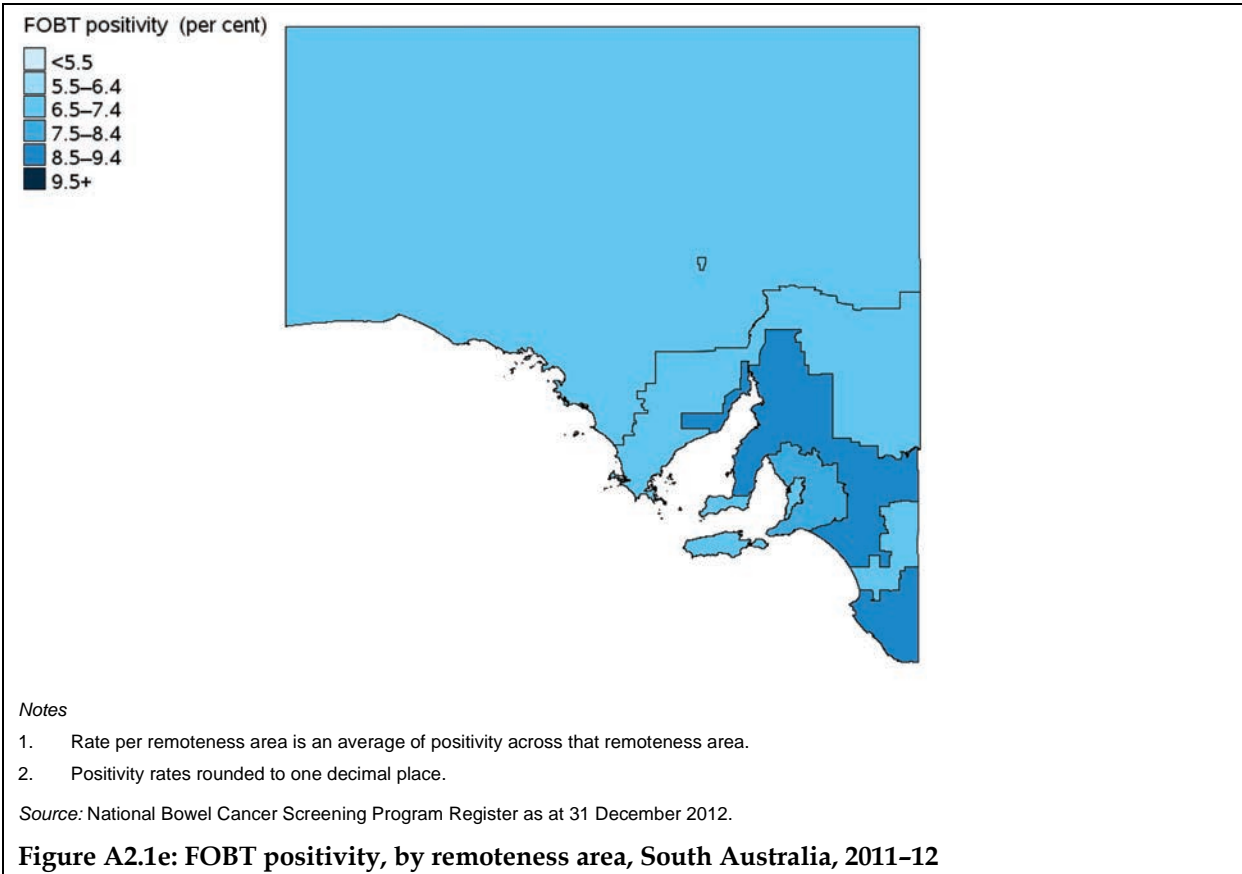 FOBT positivity (per cent)
<5.5
5.5–6.4
6.5–7.4
7.5–8.4
8.5–9.4
9.5+
Notes
1. Rate per remoteness area is an average of positivity across that remoteness area.
2. Positivity rates rounded to one decimal place.
Source: National Bowel Cancer Screening Program Register as at 31 December 2012.
Figure A2.1e: FOBT positivity, by remoteness area, South Australia, 2011–12